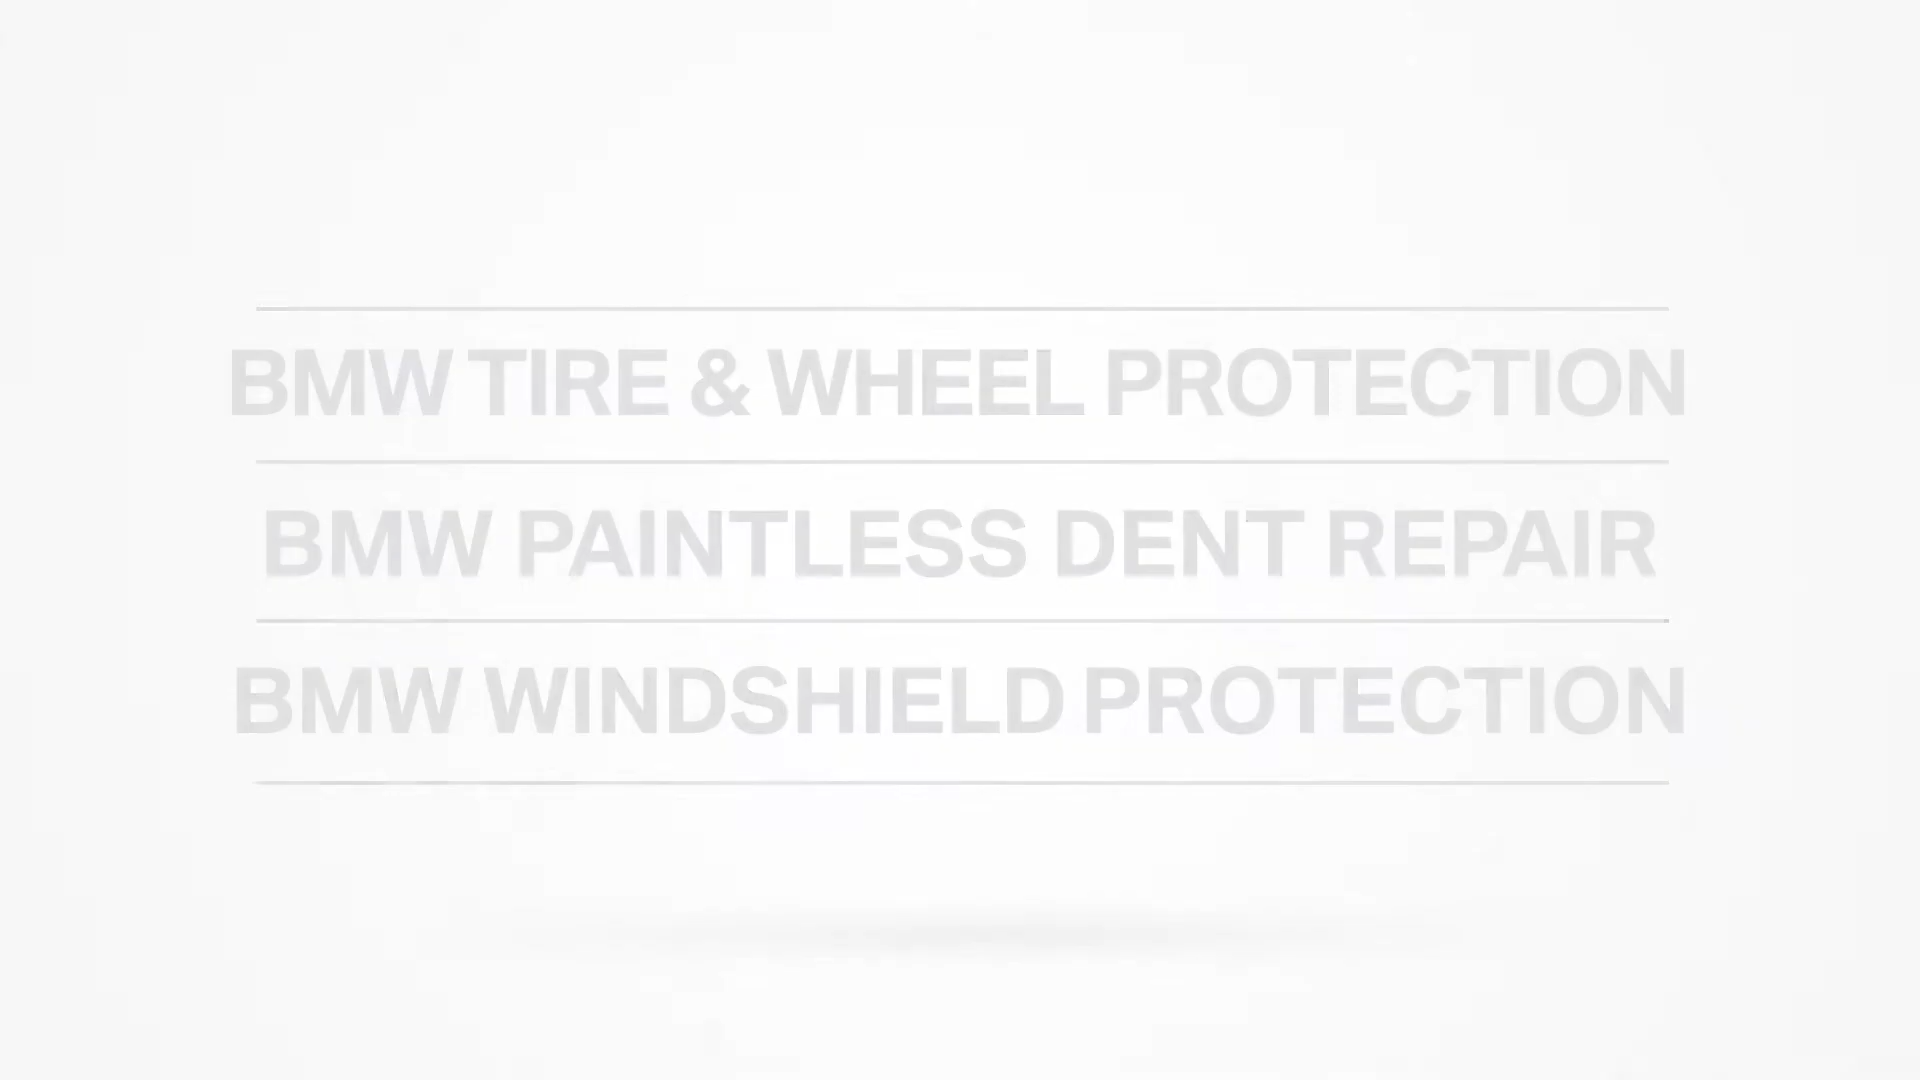 BMW TIRE & WHEEL PROTECTION
BMW PAINTLESS DENT REPAIR
BMW WINDSHIELD PROTECTION